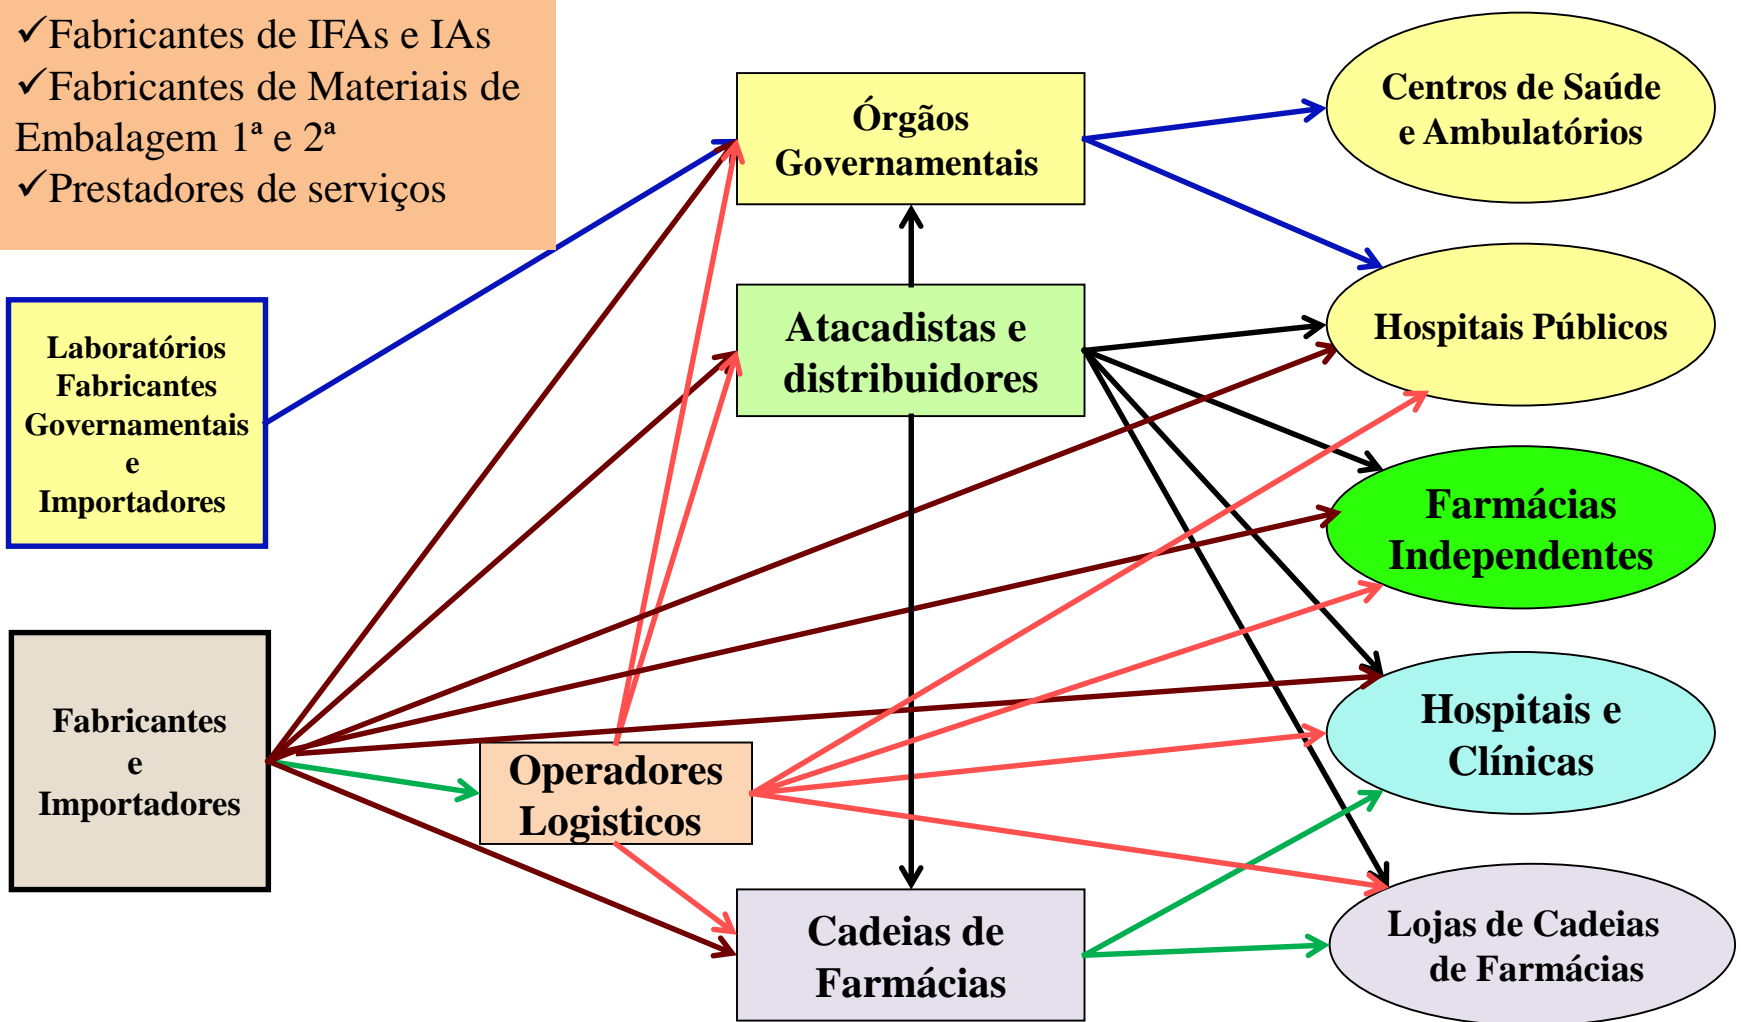 ✓Fabricantes de IFAs e IAs
✓Fabricantes de Materiais de
Embalagem 1ª e 2ª
✓Prestadores de serviços
Laboratórios
Fabricantes
Governamentais
e
Importadores
Fabricantes
e
Importadores
Operadores
Logisticos
Órgãos
Governamentais
Atacadistas e
distribuidores
Cadeias de
Farmácias
Centros de Saúde
e Ambulatórios
Hospitais Públicos
Farmácias
Independentes
Hospitais e
Clínicas
Lojas de Cadeias
de Farmácias